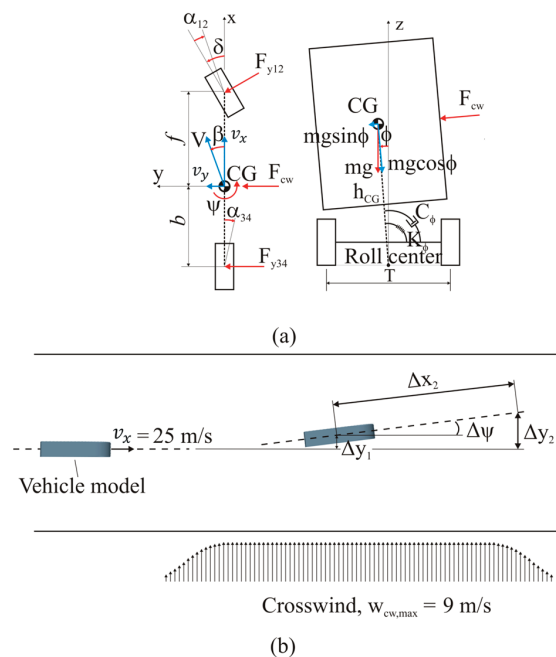 x
α12
δ
Fy12
f
V
β
vx
y
vy
CG
Fcw
ψ
α34
b
Fy34
z
CG
Fcw
mgsinϕ
ϕ
mg
mgcosϕ
hCG
Cϕ
Kϕ
Roll center
T
(a)
Δx2
vx = 25 m/s
Δψ
Δy2
Δy1
Vehicle model
Crosswind, wcw,max = 9 m/s
(b)